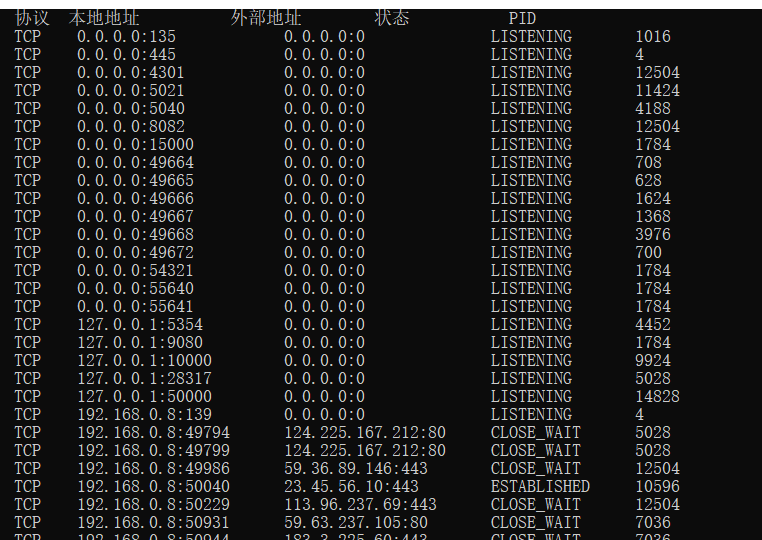 协议 本地地址 外部地址 状态 PID
TCP 0.0.0.0:135 0.0.0.0:0 LISTENING 1016
TCP 0.0.0.0:445 0.0.0.0:0 LISTENING 4
TCP 0.0.0.0:4301 0.0.0.0:0 LISTENING 12504
TCP 0.0.0.0:5021 0.0.0.0:0 LISTENING 11424
TCP 0.0.0.0:5040 0.0.0.0:0 LISTENING 4188
TCP 0.0.0.0:8082 0.0.0.0:0 LISTENING 12504
TCP 0.0.0.0:15000 0.0.0.0:0 LISTENING 1784
TCP 0.0.0.0:49664 0.0.0.0:0 LISTENING 708
TCP 0.0.0.0:49665 0.0.0.0:0 LISTENING 628
TCP 0.0.0.0:49666 0.0.0.0:0 LISTENING 1624
TCP 0.0.0.0:49667 0.0.0.0:0 LISTENING 1368
TCP 0.0.0.0:49668 0.0.0.0:0 LISTENING 3976
TCP 0.0.0.0:49672 0.0.0.0:0 LISTENING 700
TCP 0.0.0.0:54321 0.0.0.0:0 LISTENING 1784
TCP 0.0.0.0:55640 0.0.0.0:0 LISTENING 1784
TCP 0.0.0.0:55641 0.0.0.0:0 LISTENING 1784
TCP 127.0.0.1:5354 0.0.0.0:0 LISTENING 4452
TCP 127.0.0.1:9080 0.0.0.0:0 LISTENING 1784
TCP 127.0.0.1:10000 0.0.0.0:0 LISTENING 9924
TCP 127.0.0.1:28317 0.0.0.0:0 LISTENING 5028
TCP 127.0.0.1:50000 0.0.0.0:0 LISTENING 14828
TCP 192.168.0.8:139 0.0.0.0:0 LISTENING 4
TCP 192.168.0.8:49794 124.225.167.212:80 CLOSE_WAIT 5028
TCP 192.168.0.8:49799 124.225.167.212:80 CLOSE_WAIT 5028
TCP 192.168.0.8:49986 59.36.89.146:443 CLOSE_WAIT 12504
TCP 192.168.0.8:50040 23.45.56.10:443 ESTABLISHED 10596
TCP 192.168.0.8:50229 113.96.237.69:443 CLOSE_WAIT 12504
TCP 192.168.0.8:50931 59.63.237.105:80 CLOSE_WAIT 7036
TCP 192.168.0.8:50944 183.3.225.60:443 CLOSE_WAIT 7036